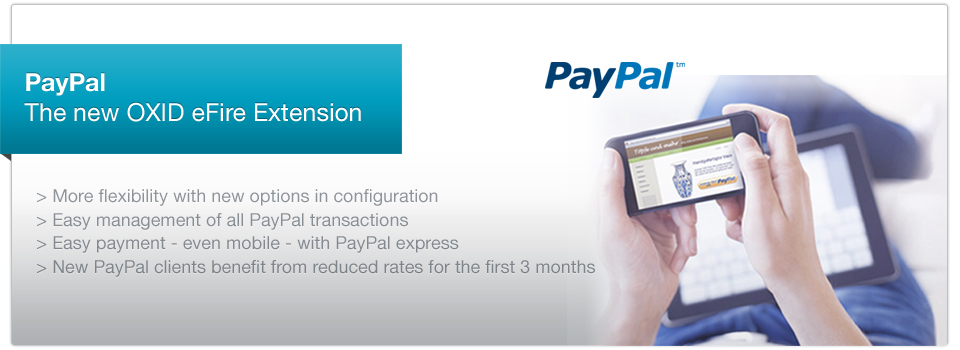 PayPal
The new OXID eFire Extension
PayPal™
> More flexibility with new options in configuration
> Easy management of all PayPal transactions
> Easy payment - even mobile - with PayPal express
> New PayPal clients benefit from reduced rates for the first 3 months
PayPal